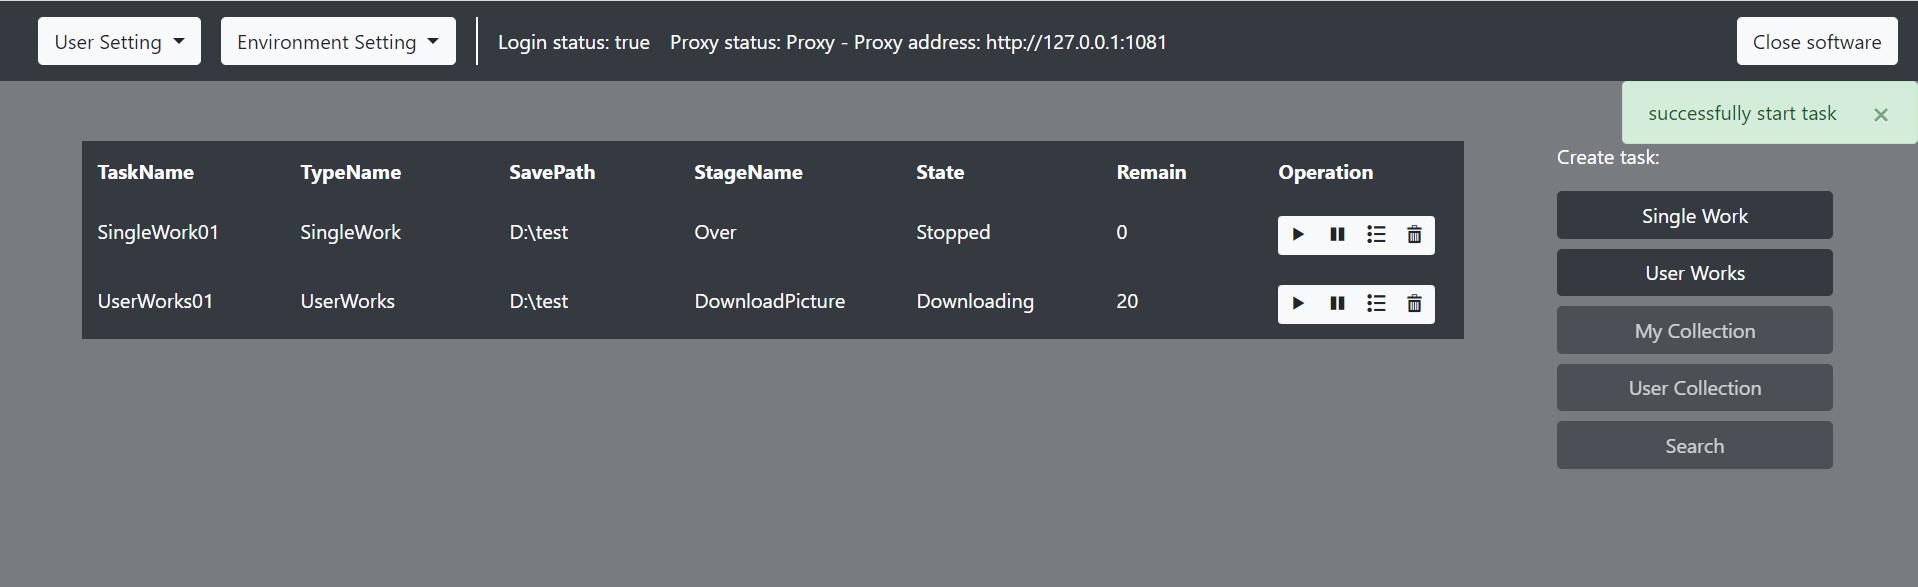 User Setting Environment Setting Login status: true Proxy status: Proxy - Proxy address: http://127.0.0.1:1081 Close software
successfully start task ×
Create task:
TaskName TypeName SavePath StageName State Remain Operation
SingleWork01 SingleWork D:\test Over Stopped 0
UserWorks01 UserWorks D:\test DownloadPicture Downloading 20
Single Work
User Works
My Collection
User Collection
Search